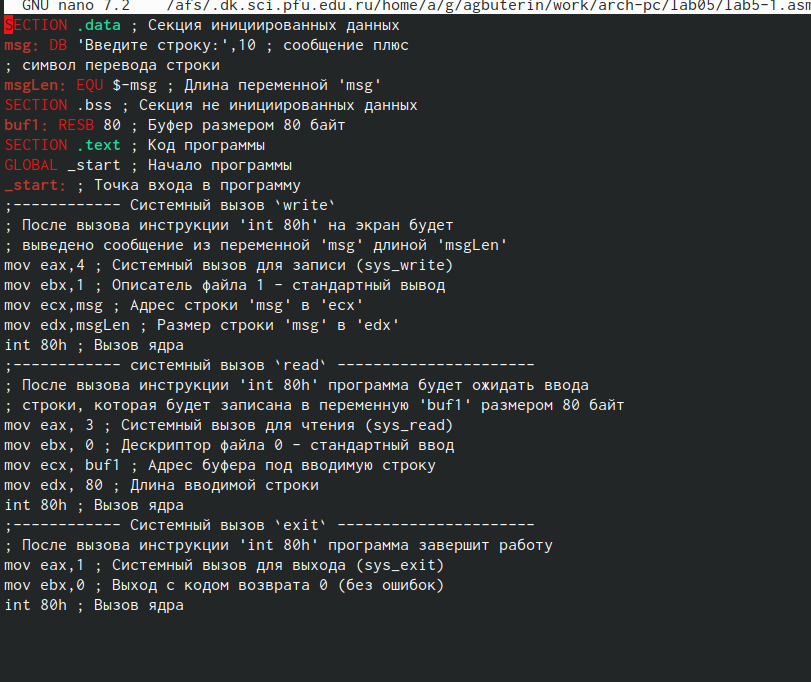 GNU nano 7.2 /afs/.dk.sci.pfu.edu.ru/home/a/g/agbuterin/work/arch-pc/lab05/lab5-1.asm
SECTION .data ; Секция инициированных данных
msg: DB 'Введите строку:',10 ; сообщение плюс
; символ перевода строки
msgLen: EQU $-msg ; Длина переменной 'msg'
SECTION .bss ; Секция не инициированных данных
buf1: RESB 80 ; Буфер размером 80 байт
SECTION .text ; Код программы
GLOBAL _start ; Начало программы
_start: ; Точка входа в программу
;------------ Системный вызов `write`
; После вызова инструкции 'int 80h' на экран будет
; выведено сообщение из переменной 'msg' длиной 'msgLen'
mov eax,4 ; Системный вызов для записи (sys_write)
mov ebx,1 ; Описатель файла 1 - стандартный вывод
mov ecx,msg ; Адрес строки 'msg' в 'ecx'
mov edx,msgLen ; Размер строки 'msg' в 'edx'
int 80h ; Вызов ядра
;------------ системный вызов `read` ----------------------
; После вызова инструкции 'int 80h' программа будет ожидать ввода
; строки, которая будет записана в переменную 'buf1' размером 80 байт
mov eax, 3 ; Системный вызов для чтения (sys_read)
mov ebx, 0 ; Дескриптор файла 0 - стандартный ввод
mov ecx, buf1 ; Адрес буфера под вводимую строку
mov edx, 80 ; Длина вводимой строки
int 80h ; Вызов ядра
;------------ Системный вызов `exit` ----------------------
; После вызова инструкции 'int 80h' программа завершит работу
mov eax,1 ; Системный вызов для выхода (sys_exit)
mov ebx,0 ; Выход с кодом возврата 0 (без ошибок)
int 80h ; Вызов ядра